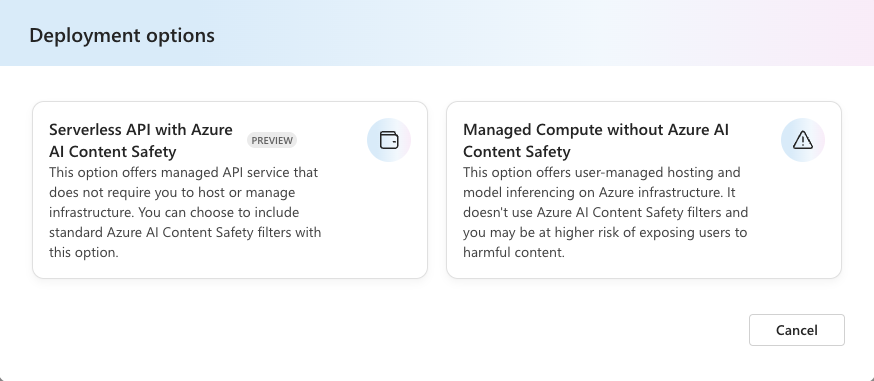 Deployment options
Serverless API with Azure
AI Content Safety
PREVIEW
This option offers managed API service that
does not require you to host or manage
infrastructure. You can choose to include
standard Azure AI Content Safety filters with
this option.
Managed Compute without Azure AI
Content Safety
This option offers user-managed hosting and
model inferencing on Azure infrastructure. It
doesn't use Azure AI Content Safety filters and
you may be at higher risk of exposing users to
harmful content.
Cancel